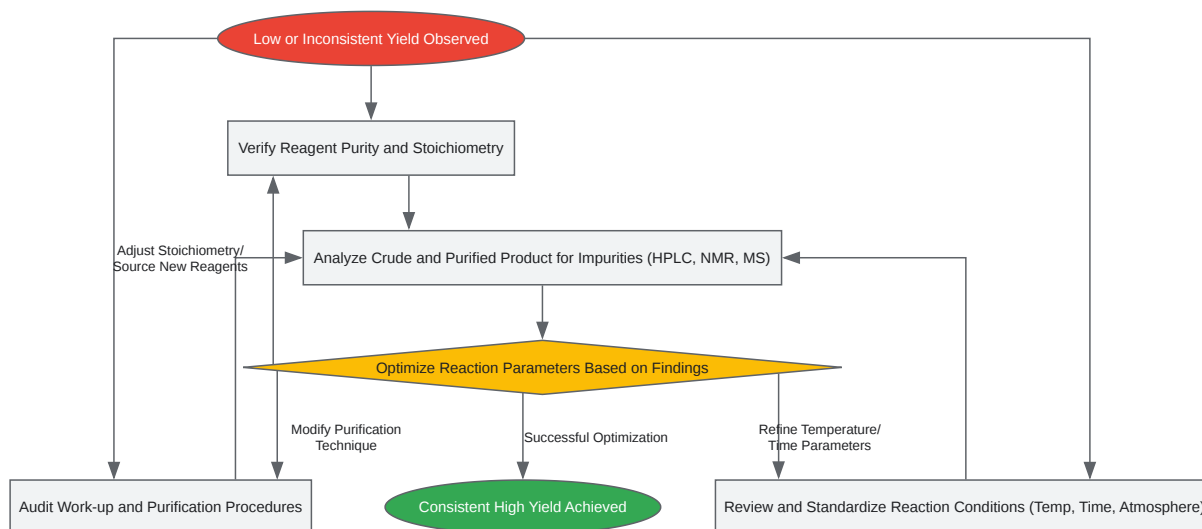 Low or Inconsistent Yield Observed
Verify Reagent Purity and Stoichiometry
Adjust Stoichiometry/
Source New Reagents
Analyze Crude and Purified Product for Impurities (HPLC, NMR, MS)
Optimize Reaction Parameters Based on Findings
Modify Purification
Technique
Successful Optimization
Refine Temperature/
Time Parameters
Audit Work-up and Purification Procedures
Consistent High Yield Achieved
Review and Standardize Reaction Conditions (Temp, Time, Atmosphere)